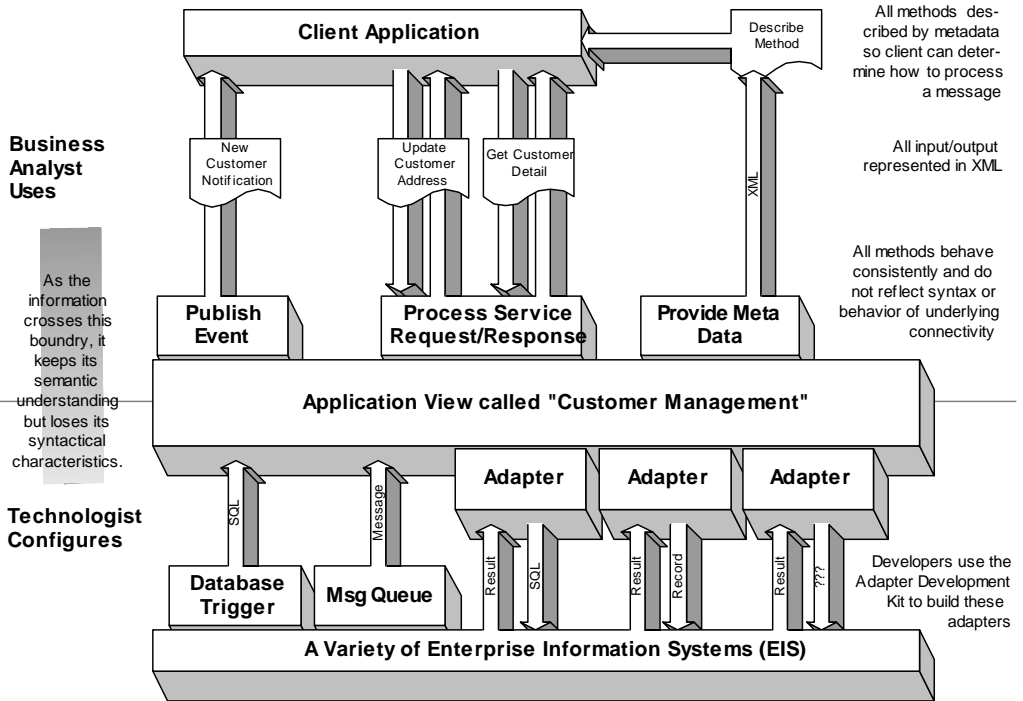 Client Application
Describe
Method
All methods des-
cribed by metadata
so client can deter-
mine how to process
a message
Business
Analyst
Uses
New
Customer
Notification
Update
Customer
Address
Get Customer
Detail
XML
All input/output
represented in XML
As the
information
crosses this
boundry, it
keeps its
semantic
understanding
but loses its
syntactical
characteristics.
All methods behave
consistently and do
not reflect syntax or
behavior of underlying
connectivity
Publish
Event
Process Service
Request/Response
Provide Meta
Data
Application View called "Customer Management"
Adapter
Adapter
Adapter
SQL
Message
Technologist
Configures
Result
SQL
Result
Record
Result
???
Database
Trigger
Msg Queue
Developers use the
Adapter Development
Kit to build these
adapters
A Variety of Enterprise Information Systems (EIS)